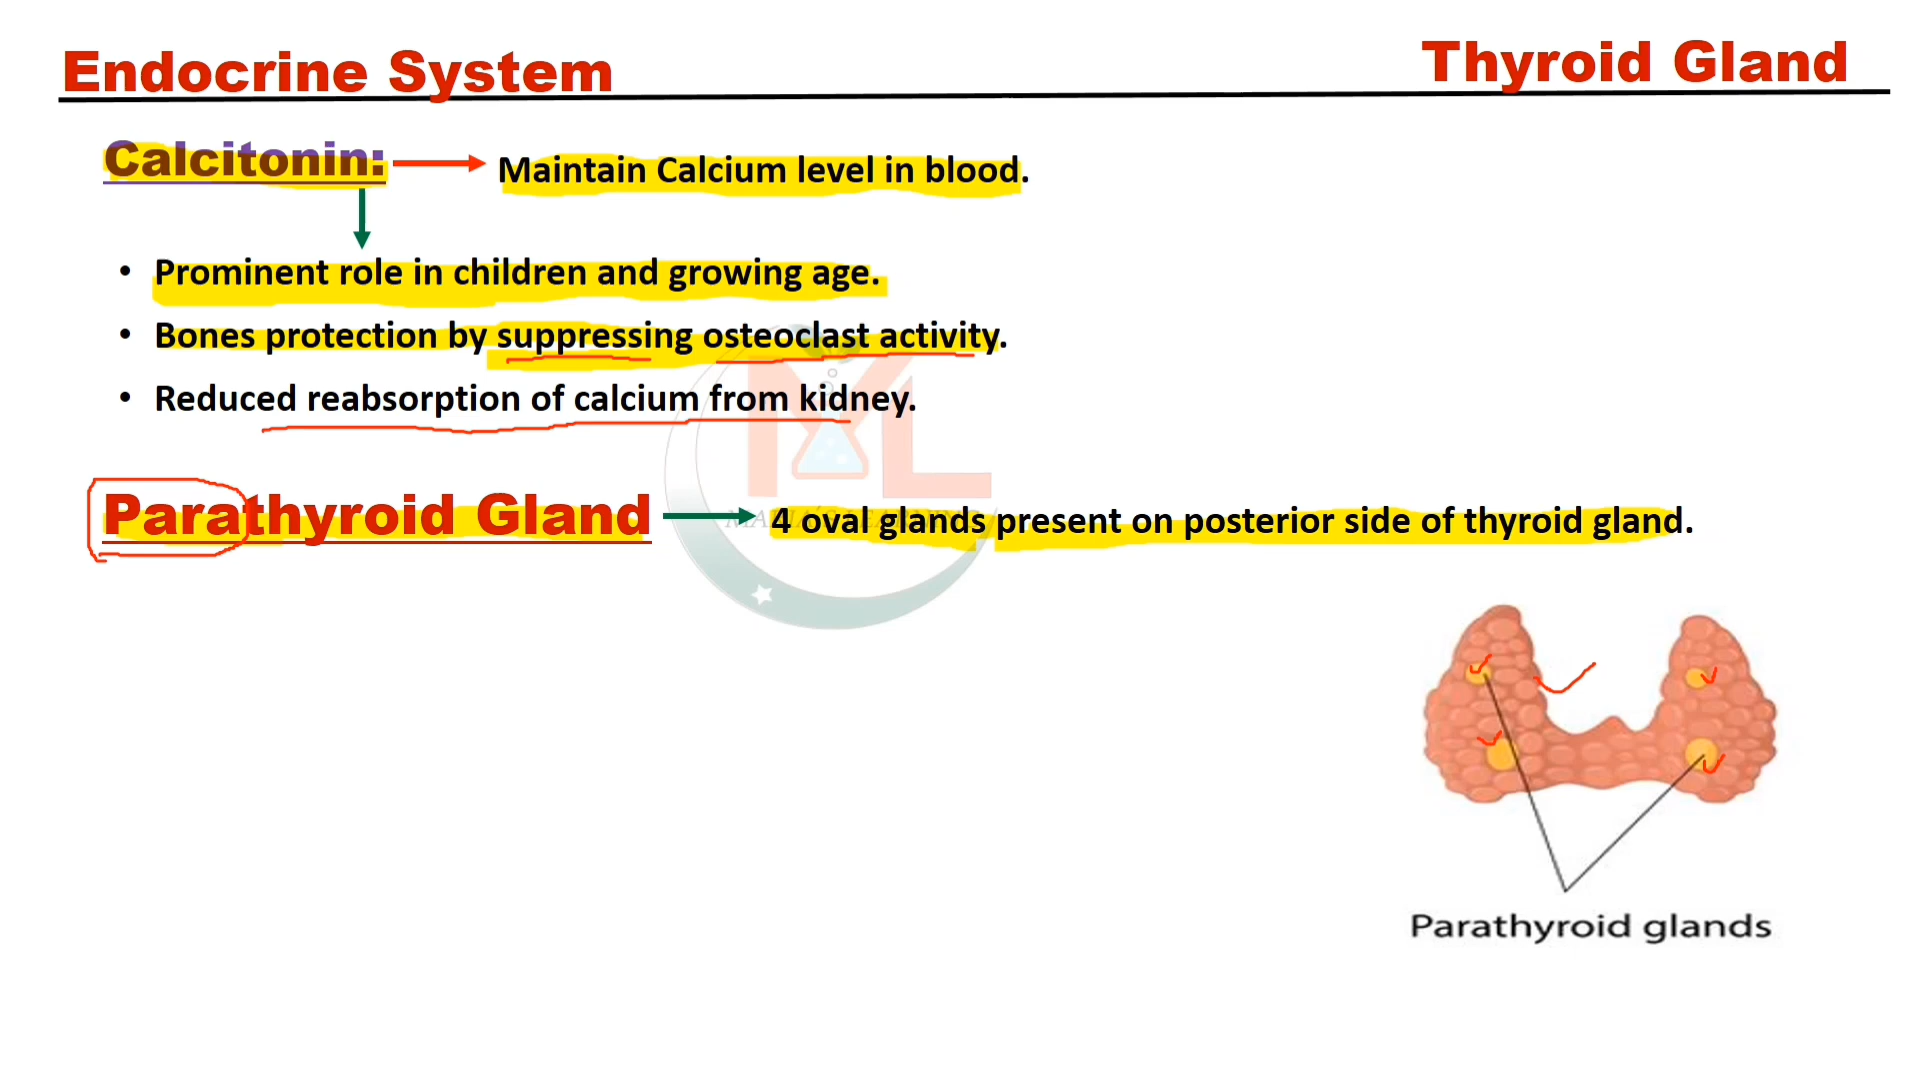 Endocrine System
Thyroid Gland
Calcitonin:
Maintain Calcium level in blood.
• Prominent role in children and growing age.
• Bones protection by suppressing osteoclast activity.
• Reduced reabsorption of calcium from kidney.
Parathyroid Gland
4 oval glands present on posterior side of thyroid gland.
ML
Parathyroid glands